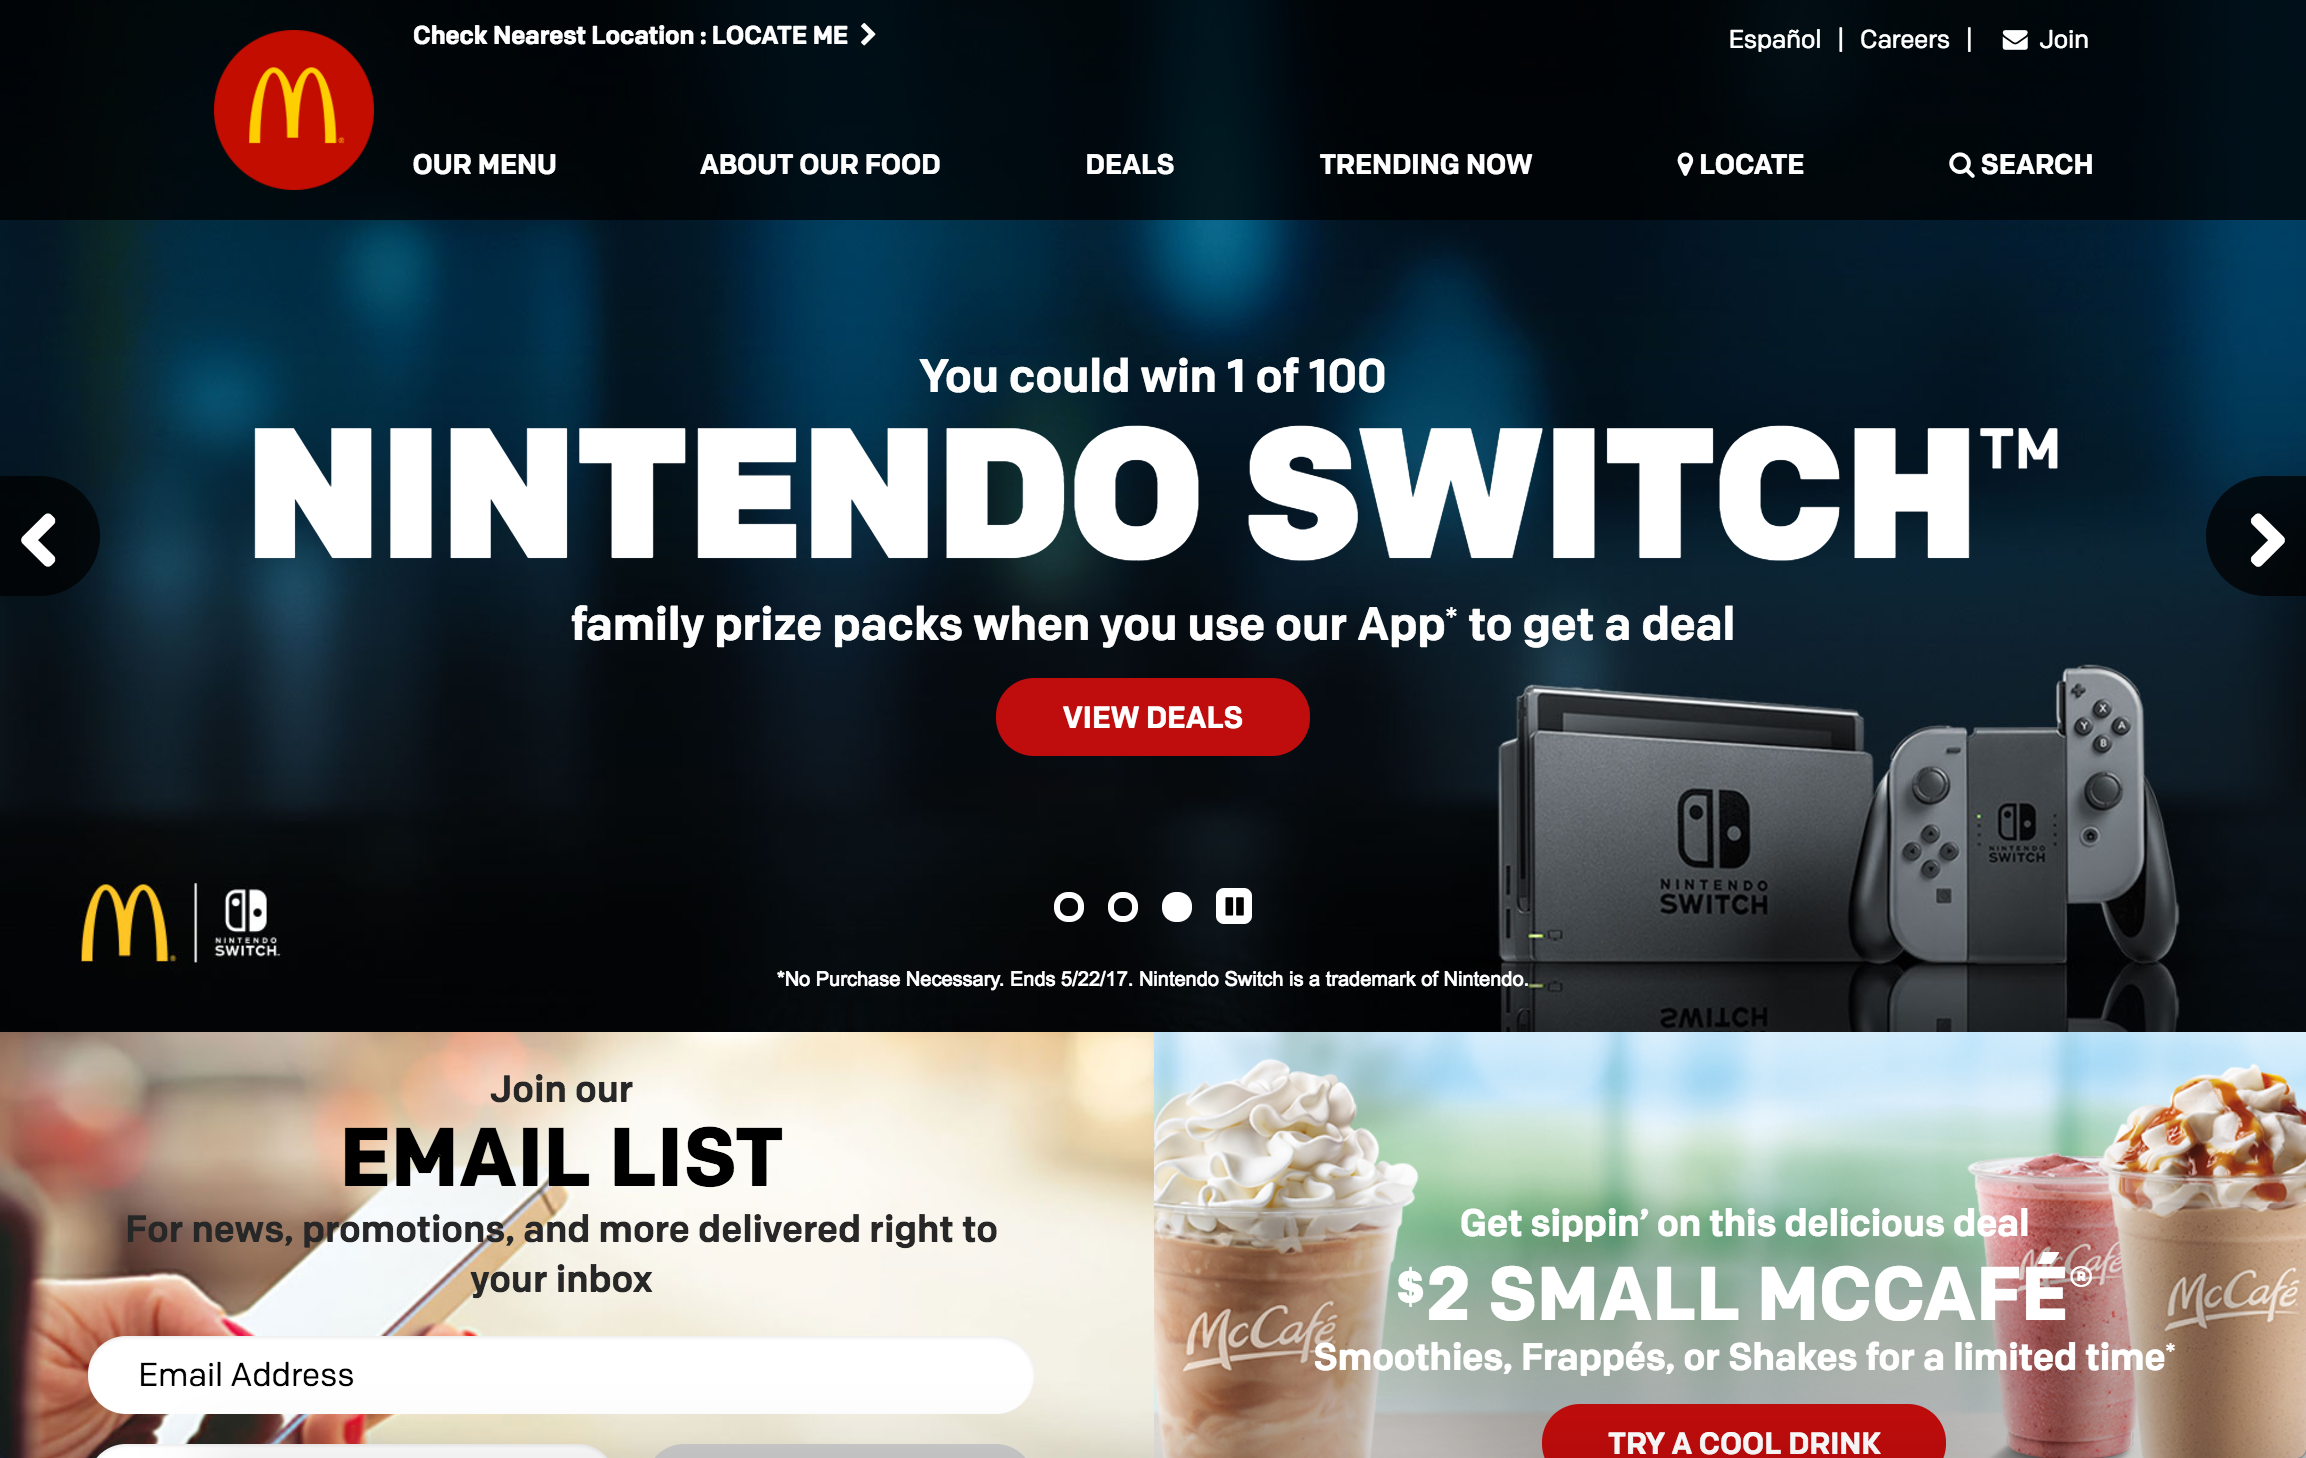 Check Nearest Location : LOCATE ME
Español | Careers | Join
OUR MENU
ABOUT OUR FOOD
DEALS
TRENDING NOW
LOCATE
SEARCH
You could win 1 of 100
NINTENDO SWITCH™
family prize packs when you use our App* to get a deal
VIEW DEALS
NINTENDO
SWITCH
NINTENDO
SWITCH
X
Y
A
B
NINTENDO
SWITCH
*No Purchase Necessary. Ends 5/22/17. Nintendo Switch is a trademark of Nintendo.
Join our
EMAIL LIST
For news, promotions, and more delivered right to
your inbox
Email Address
Get sippin’ on this delicious deal
$2 SMALL MCCAFÉ®
Smoothies, Frappés, or Shakes for a limited time*
TRY A COOL DRINK
McCafé
McCafé
McCafé